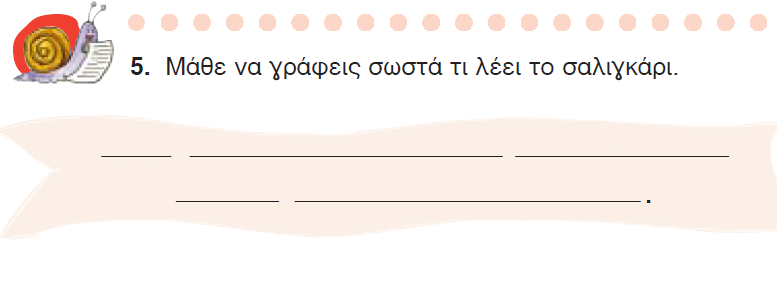 5. Μάθε να γράφεις σωστά τι λέει το σαλιγκάρι.
.